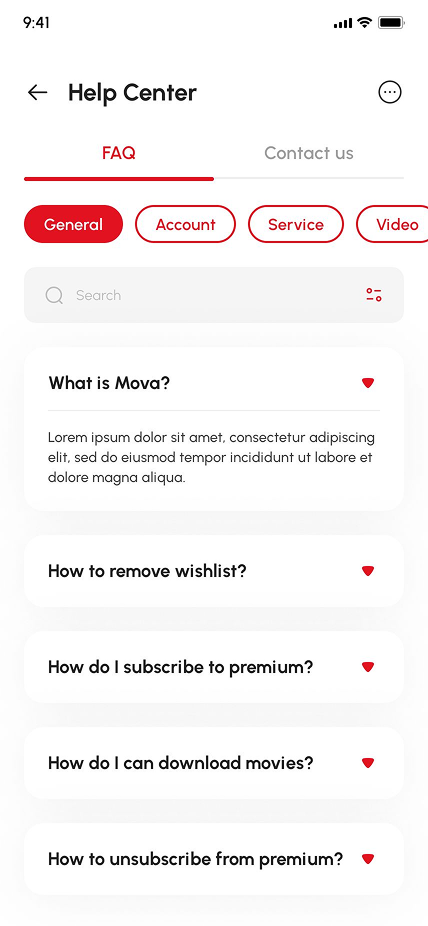 9:41
Help Center
FAQ
Contact us
General
Account
Service
Video
Search
What is Mova?
Lorem ipsum dolor sit amet, consectetur adipiscing
elit, sed do eiusmod tempor incididunt ut labore et
dolore magna aliqua.
How to remove wishlist?
How do I subscribe to premium?
How do I can download movies?
How to unsubscribe from premium?